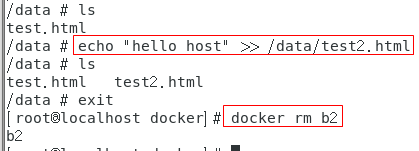 /data # ls
test.html
/data # echo "hello host" >> /data/test2.html
/data # ls
test.html   test2.html
/data # exit
[root@localhost docker]# docker rm b2
b2